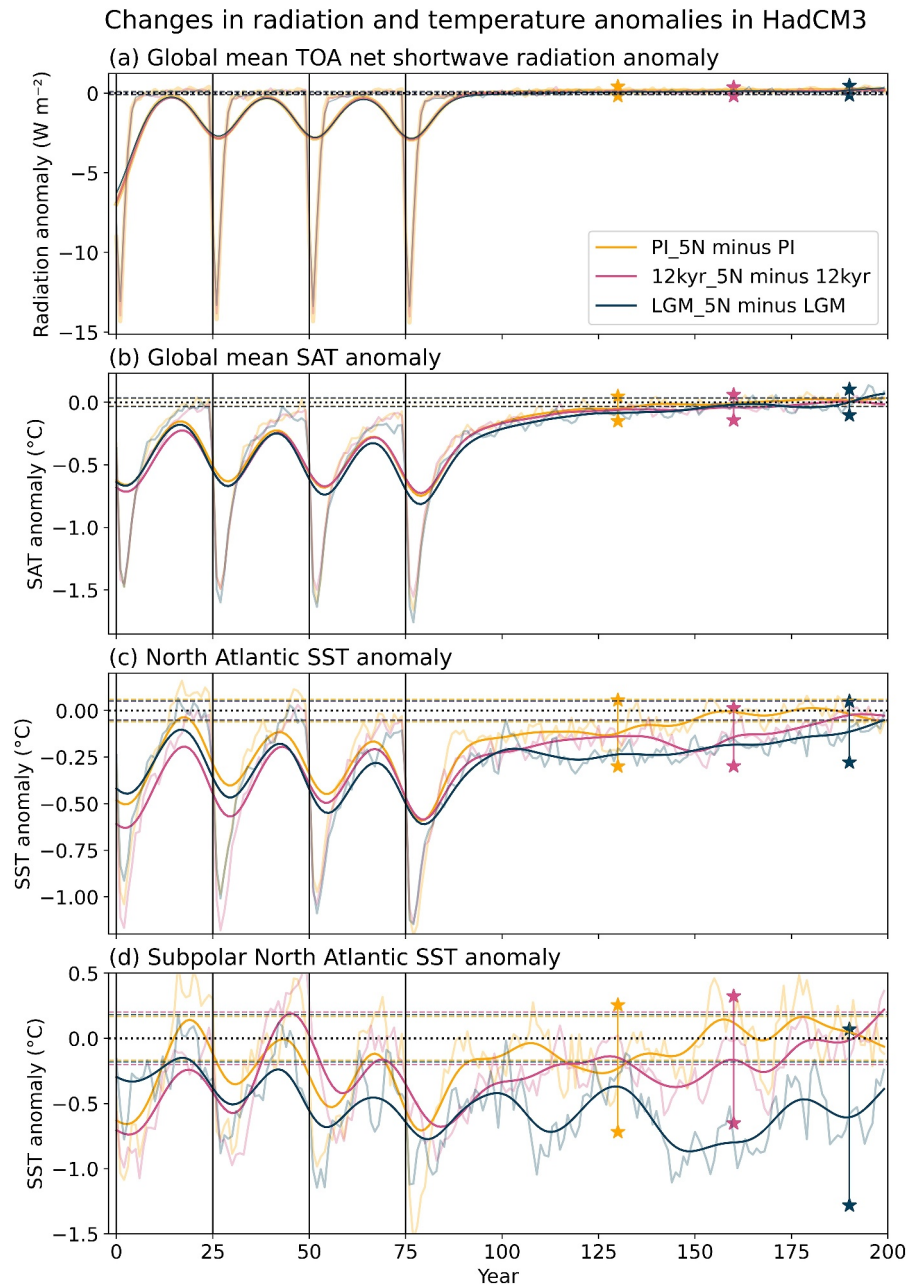 Changes in radiation and temperature anomalies in HadCM3
(a) Global mean TOA net shortwave radiation anomaly
Radiation anomaly (W m⁻²)
0
−5
−10
−15
PI_5N minus PI
12kyr_5N minus 12kyr
LGM_5N minus LGM
(b) Global mean SAT anomaly
SAT anomaly (°C)
0.0
−0.5
−1.0
−1.5
(c) North Atlantic SST anomaly
SST anomaly (°C)
0.00
−0.25
−0.50
−0.75
−1.00
(d) Subpolar North Atlantic SST anomaly
SST anomaly (°C)
0.5
0.0
−0.5
−1.0
−1.5
0 25 50 75 100 125 150 175 200
Year